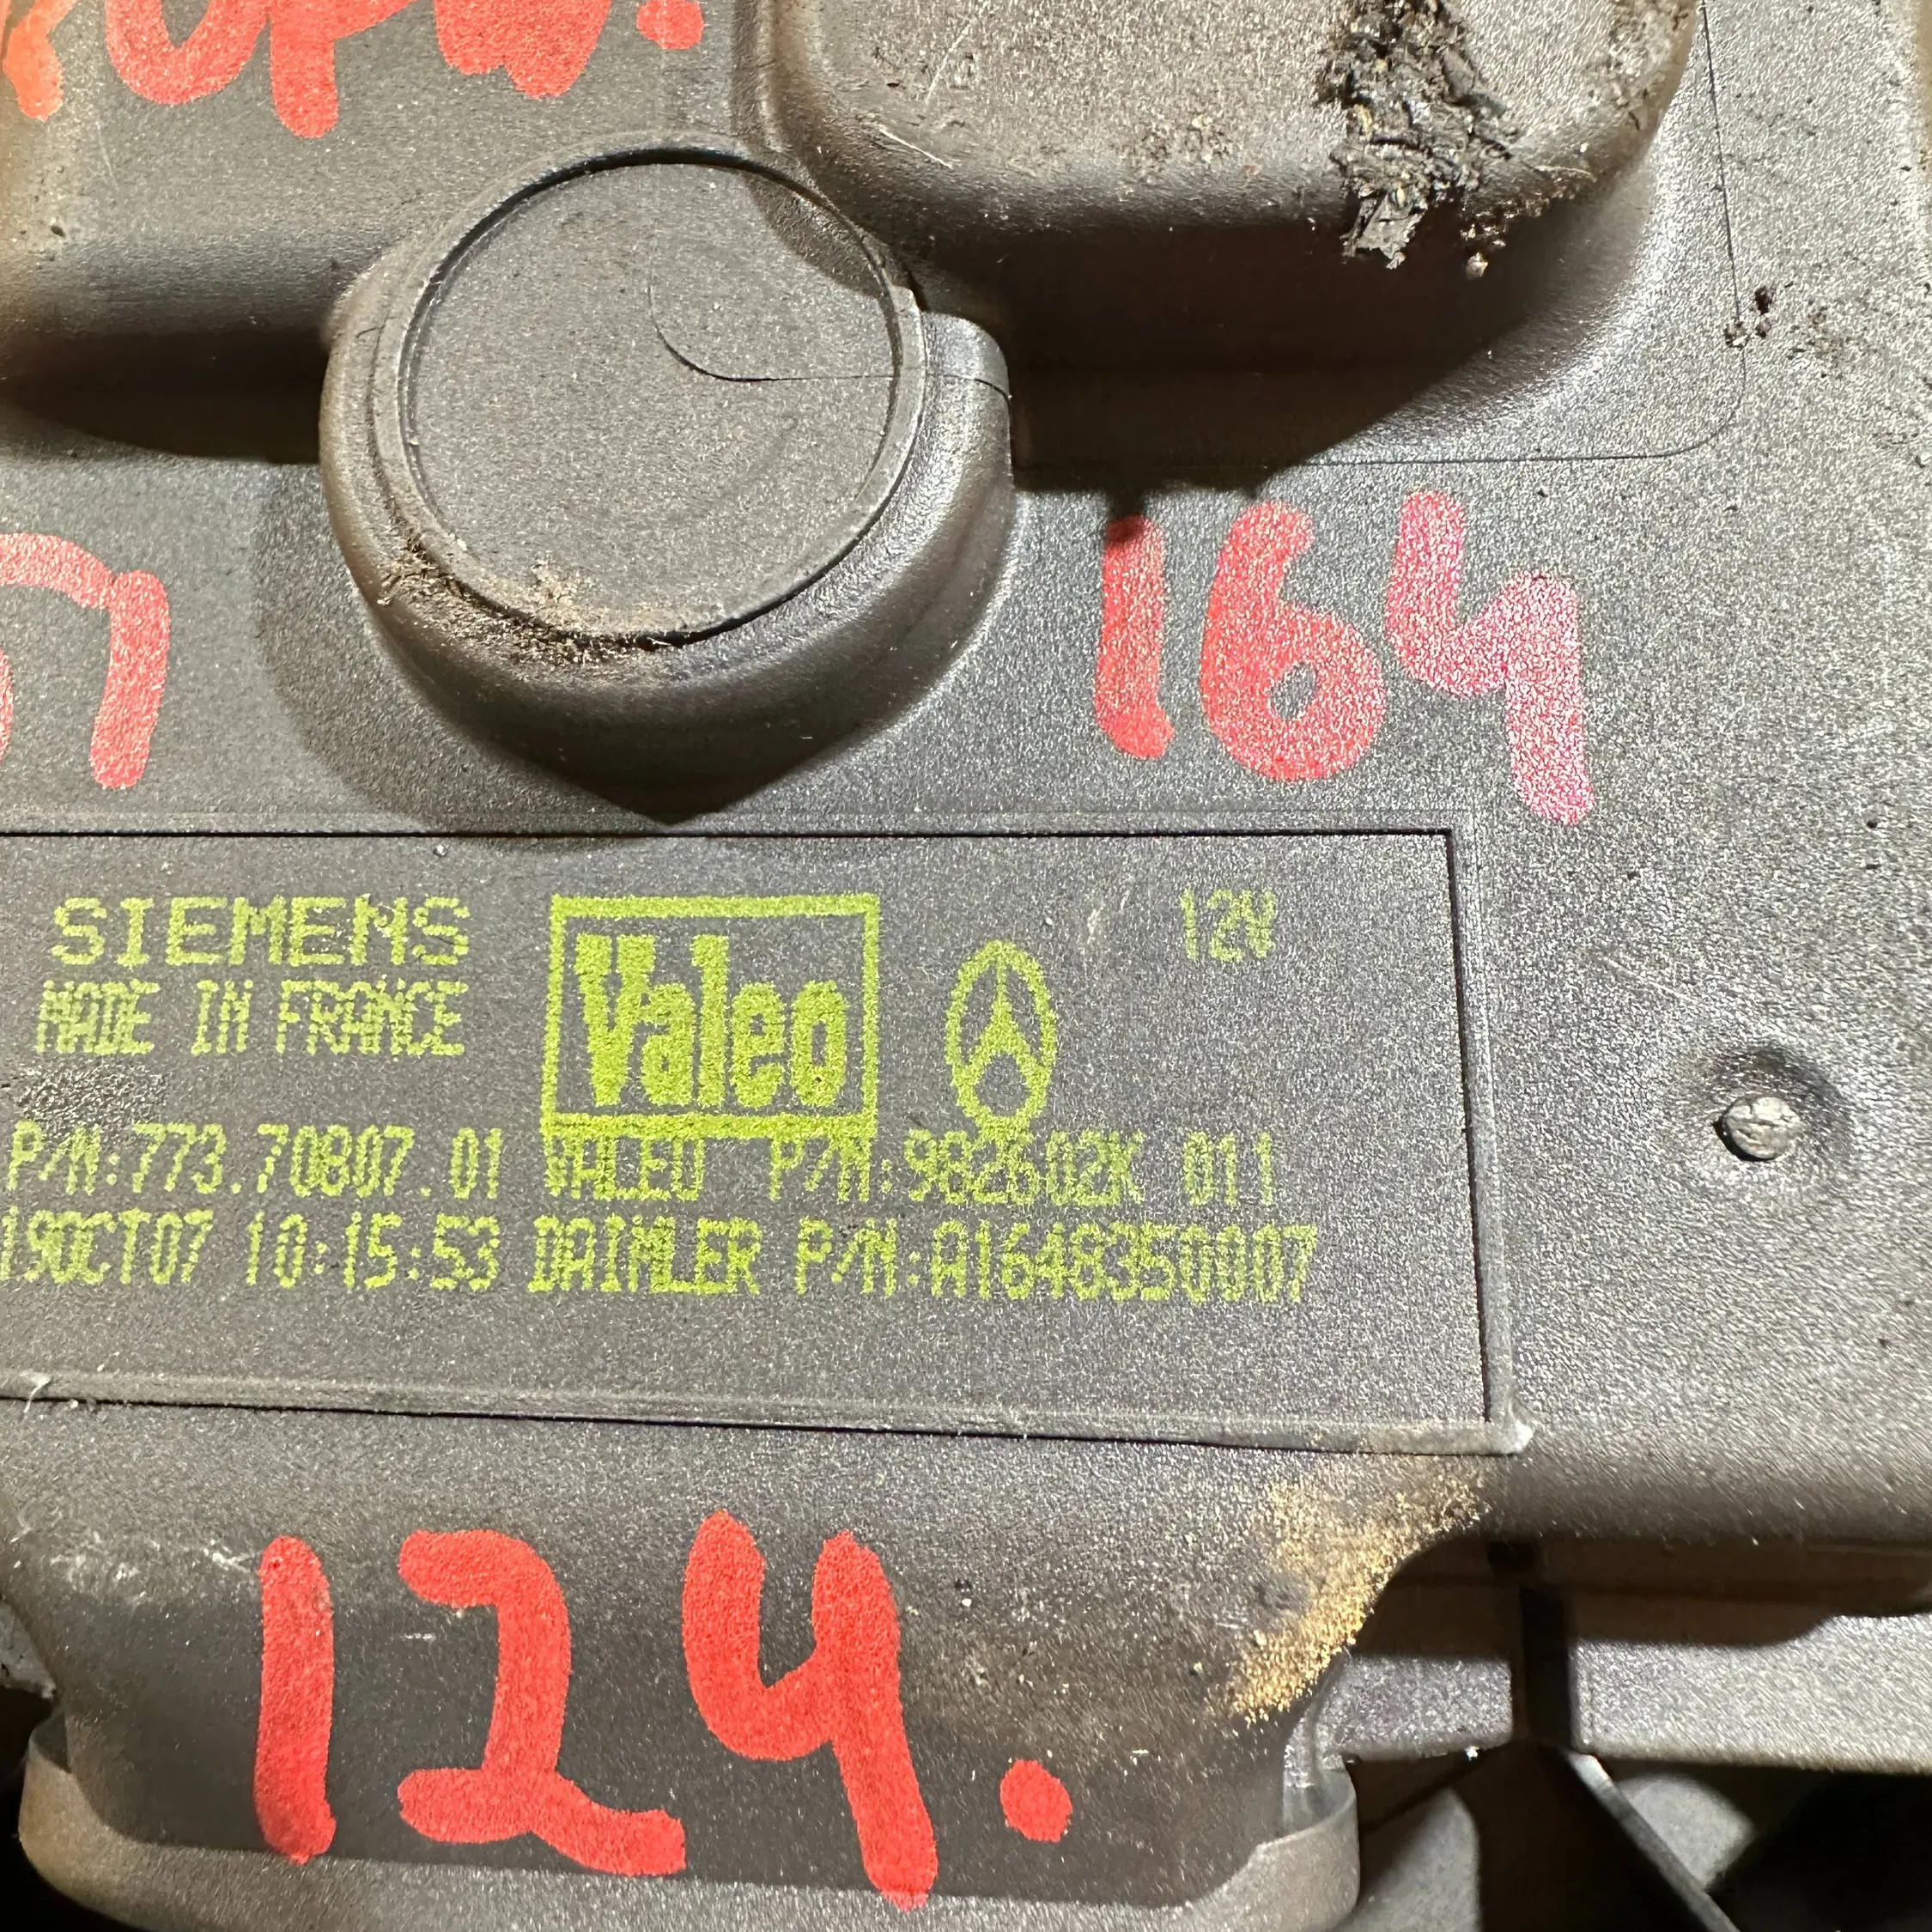 164
SIEMENS
MADE IN FRANCE
Valeo
12V
P/N:773.70807.01 VALEO P/N:982602K 011
19OCT07 10:15:53 DAIMLER P/N:A1648350007
124.